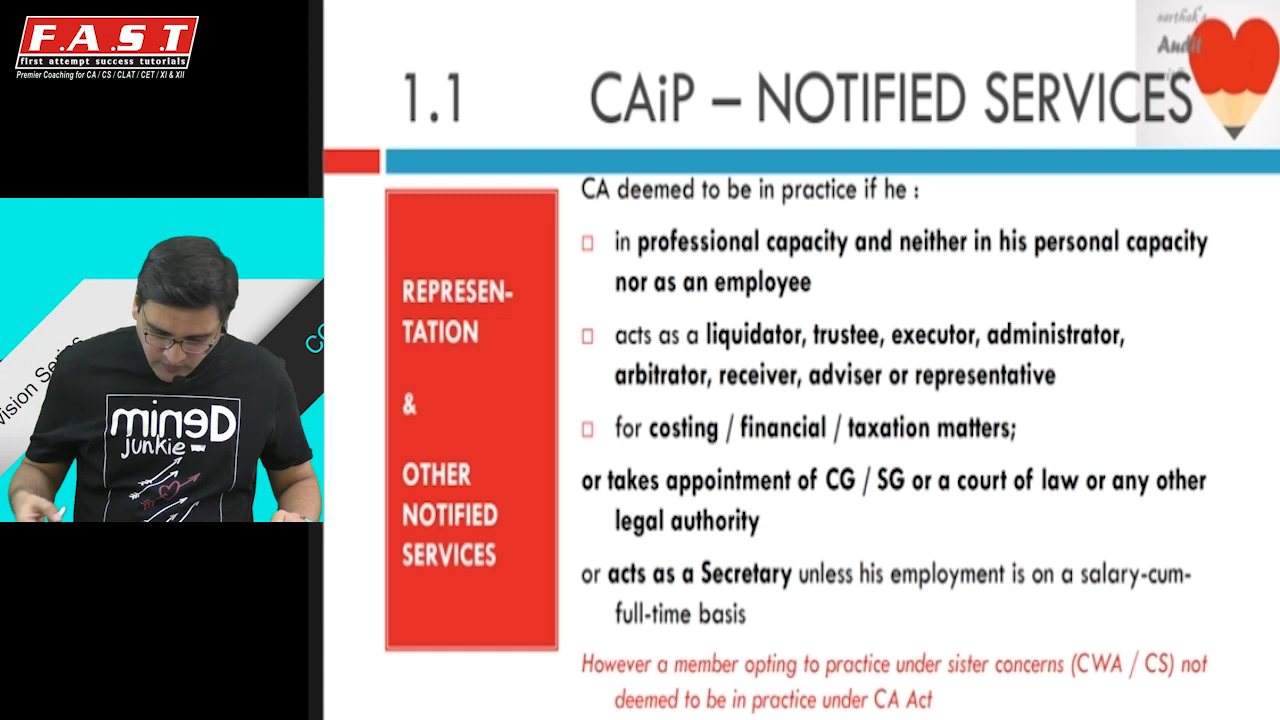 F.A.S.T
first attempt success tutorials
Premier Coaching for CA / CS / CLAT / CET / XI & XII
sarthak's
Audit
1.1 CAiP – NOTIFIED SERVICES
REPRESEN-
TATION
&
OTHER
NOTIFIED
SERVICES
CA deemed to be in practice if he :
in professional capacity and neither in his personal capacity
nor as an employee
acts as a liquidator, trustee, executor, administrator,
arbitrator, receiver, adviser or representative
for costing / financial / taxation matters;
or takes appointment of CG / SG or a court of law or any other
legal authority
or acts as a Secretary unless his employment is on a salary-cum-
full-time basis
However a member opting to practice under sister concerns (CWA / CS) not
deemed to be in practice under CA Act
mineD
junkie